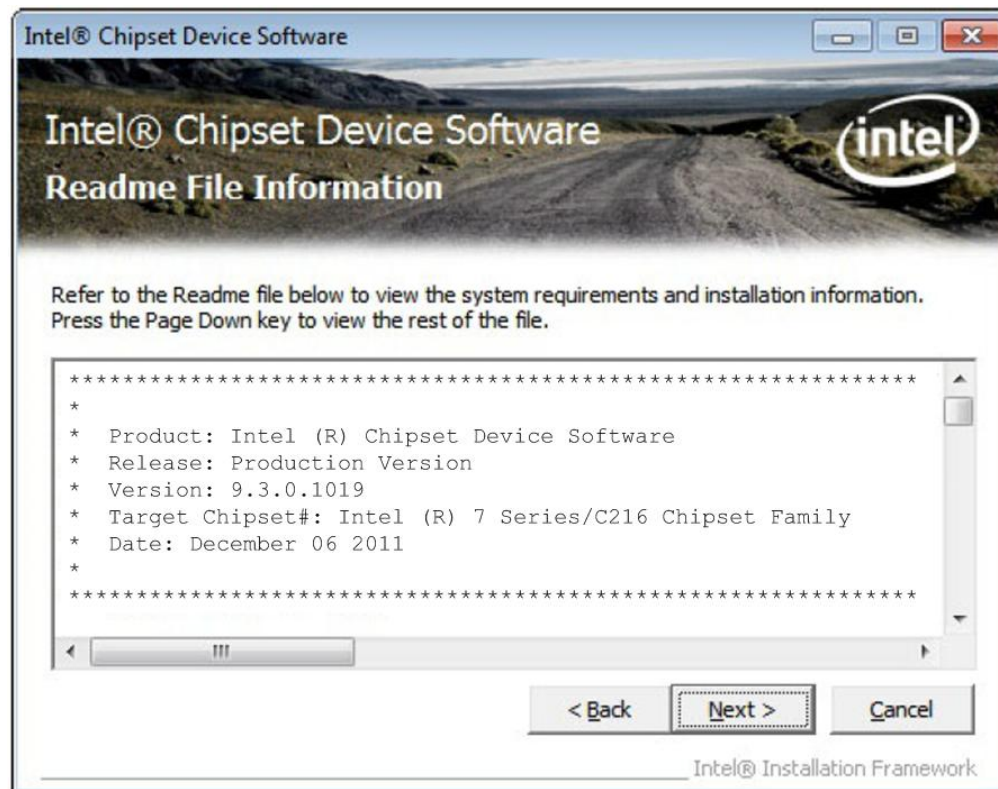 Intel® Chipset Device Software
Intel® Chipset Device Software
intel
Readme File Information
Refer to the Readme file below to view the system requirements and installation information.
Press the Page Down key to view the rest of the file.
***************************************************************
*
* Product: Intel (R) Chipset Device Software
* Release: Production Version
* Version: 9.3.0.1019
* Target Chipset#: Intel (R) 7 Series/C216 Chipset Family
* Date: December 06 2011
*
***************************************************************
< Back Next > Cancel
Intel® Installation Framework